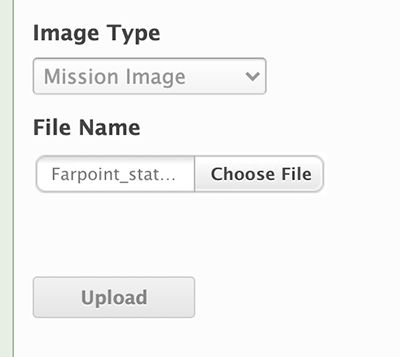 Image Type
Mission Image
File Name
Farpoint_stat... Choose File
Upload